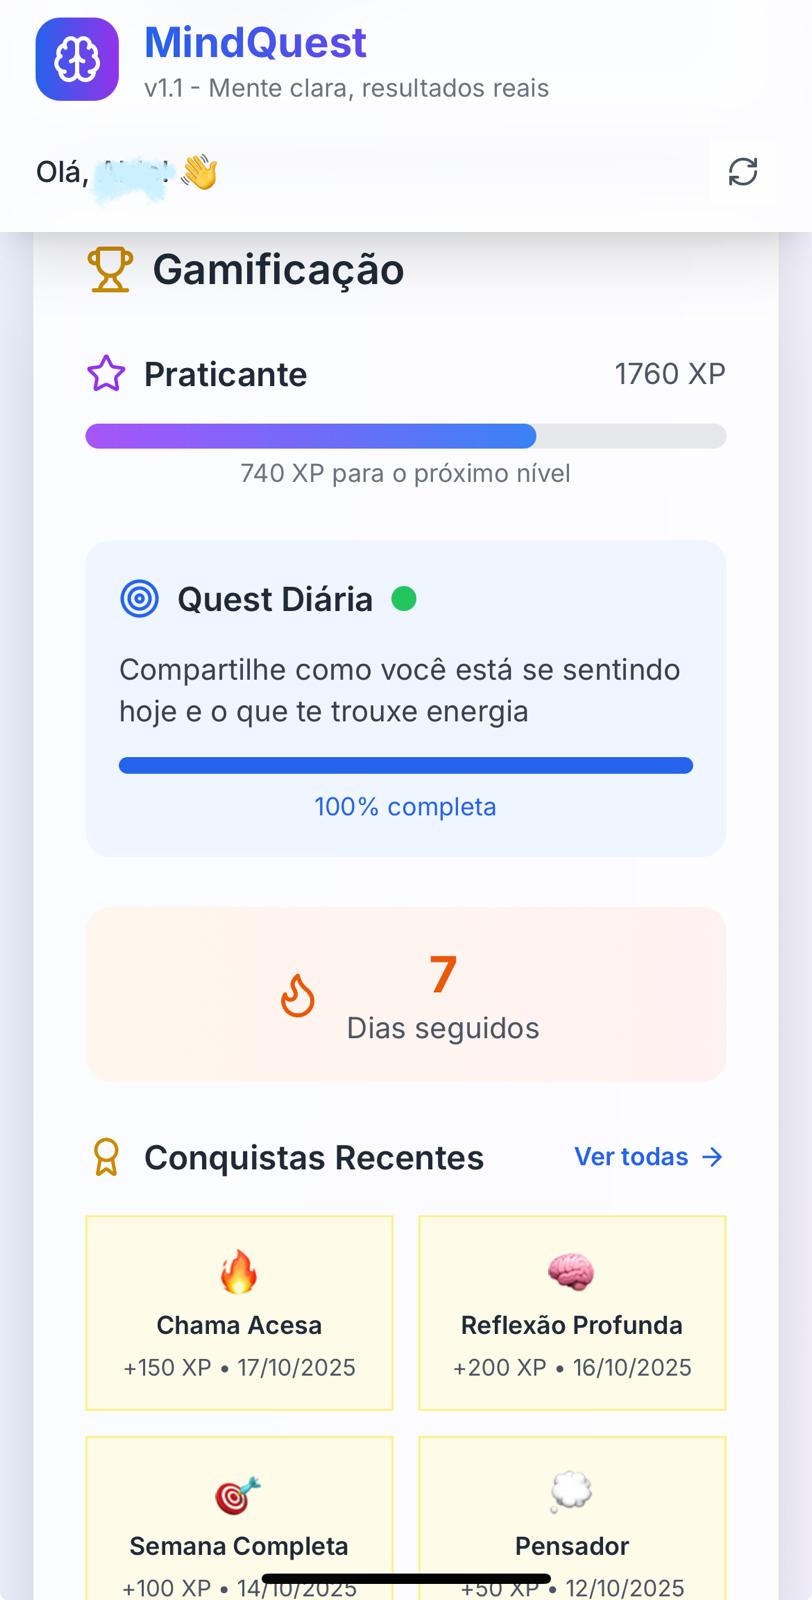 MindQuest
v1.1 - Mente clara, resultados reais
Olá,
Gamificação
Praticante
1760 XP
740 XP para o próximo nível
Quest Diária
Compartilhe como você está se sentindo
hoje e o que te trouxe energia
100% completa
7
Dias seguidos
Conquistas Recentes
Ver todas →
Chama Acesa
+150 XP • 17/10/2025
Reflexão Profunda
+200 XP • 16/10/2025
Semana Completa
+100 XP • 14/10/2025
Pensador
+50 XP • 12/10/2025